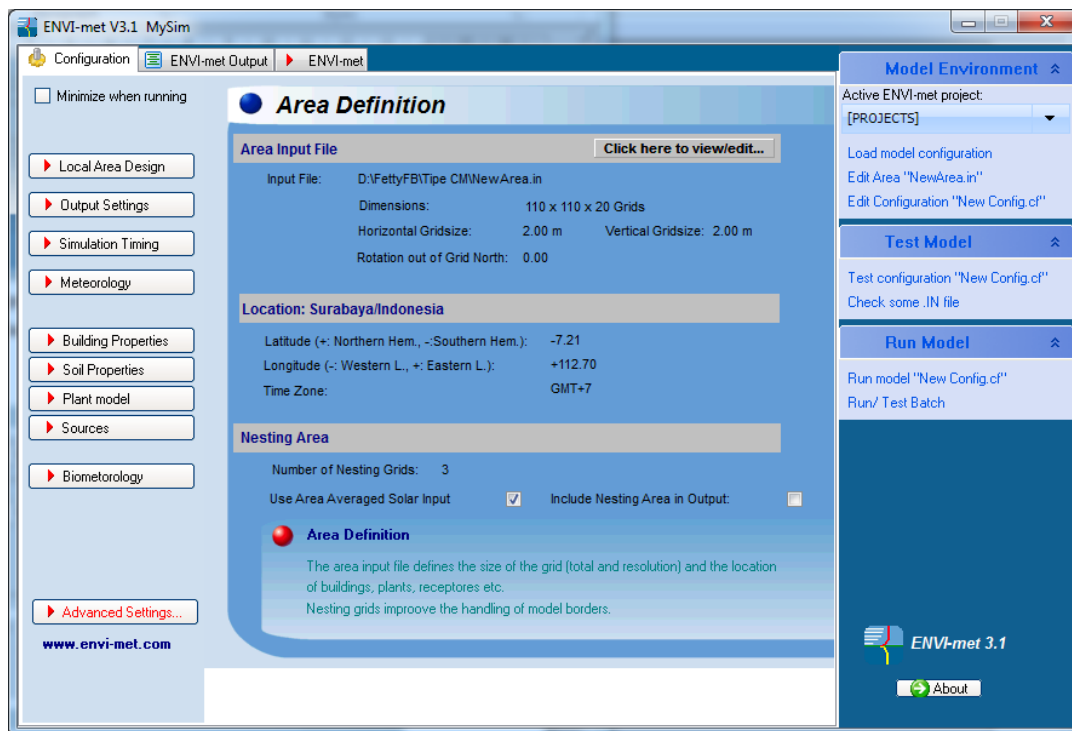 ENVI-met V3.1 MySim
Configuration ENVI-met Output ENVI-met
Minimize when running
Local Area Design
Output Settings
Simulation Timing
Meteorology
Building Properties
Soil Properties
Plant model
Sources
Biometorology
Advanced Settings...
www.envi-met.com
Area Definition
Area Input File Click here to view/edit...
Input File: D:\FettyFB\Tipe CM\NewArea.in
Dimensions: 110 x 110 x 20 Grids
Horizontal Gridsize: 2.00 m Vertical Gridsize: 2.00 m
Rotation out of Grid North: 0.00
Location: Surabaya/Indonesia
Latitude (+: Northern Hem., -:Southern Hem.): -7.21
Longitude (-: Western L., +: Eastern L.): +112.70
Time Zone: GMT+7
Nesting Area
Number of Nesting Grids: 3
Use Area Averaged Solar Input Include Nesting Area in Output:
Area Definition
The area input file defines the size of the grid (total and resolution) and the location
of buildings, plants, receptores etc.
Nesting grids improove the handling of model borders.
Model Environment
Active ENVI-met project:
[PROJECTS]
Load model configuration
Edit Area "NewArea.in"
Edit Configuration "New Config.cf"
Test Model
Test configuration "New Config.cf"
Check some .IN file
Run Model
Run model "New Config.cf"
Run/ Test Batch
ENVI-met 3.1
About